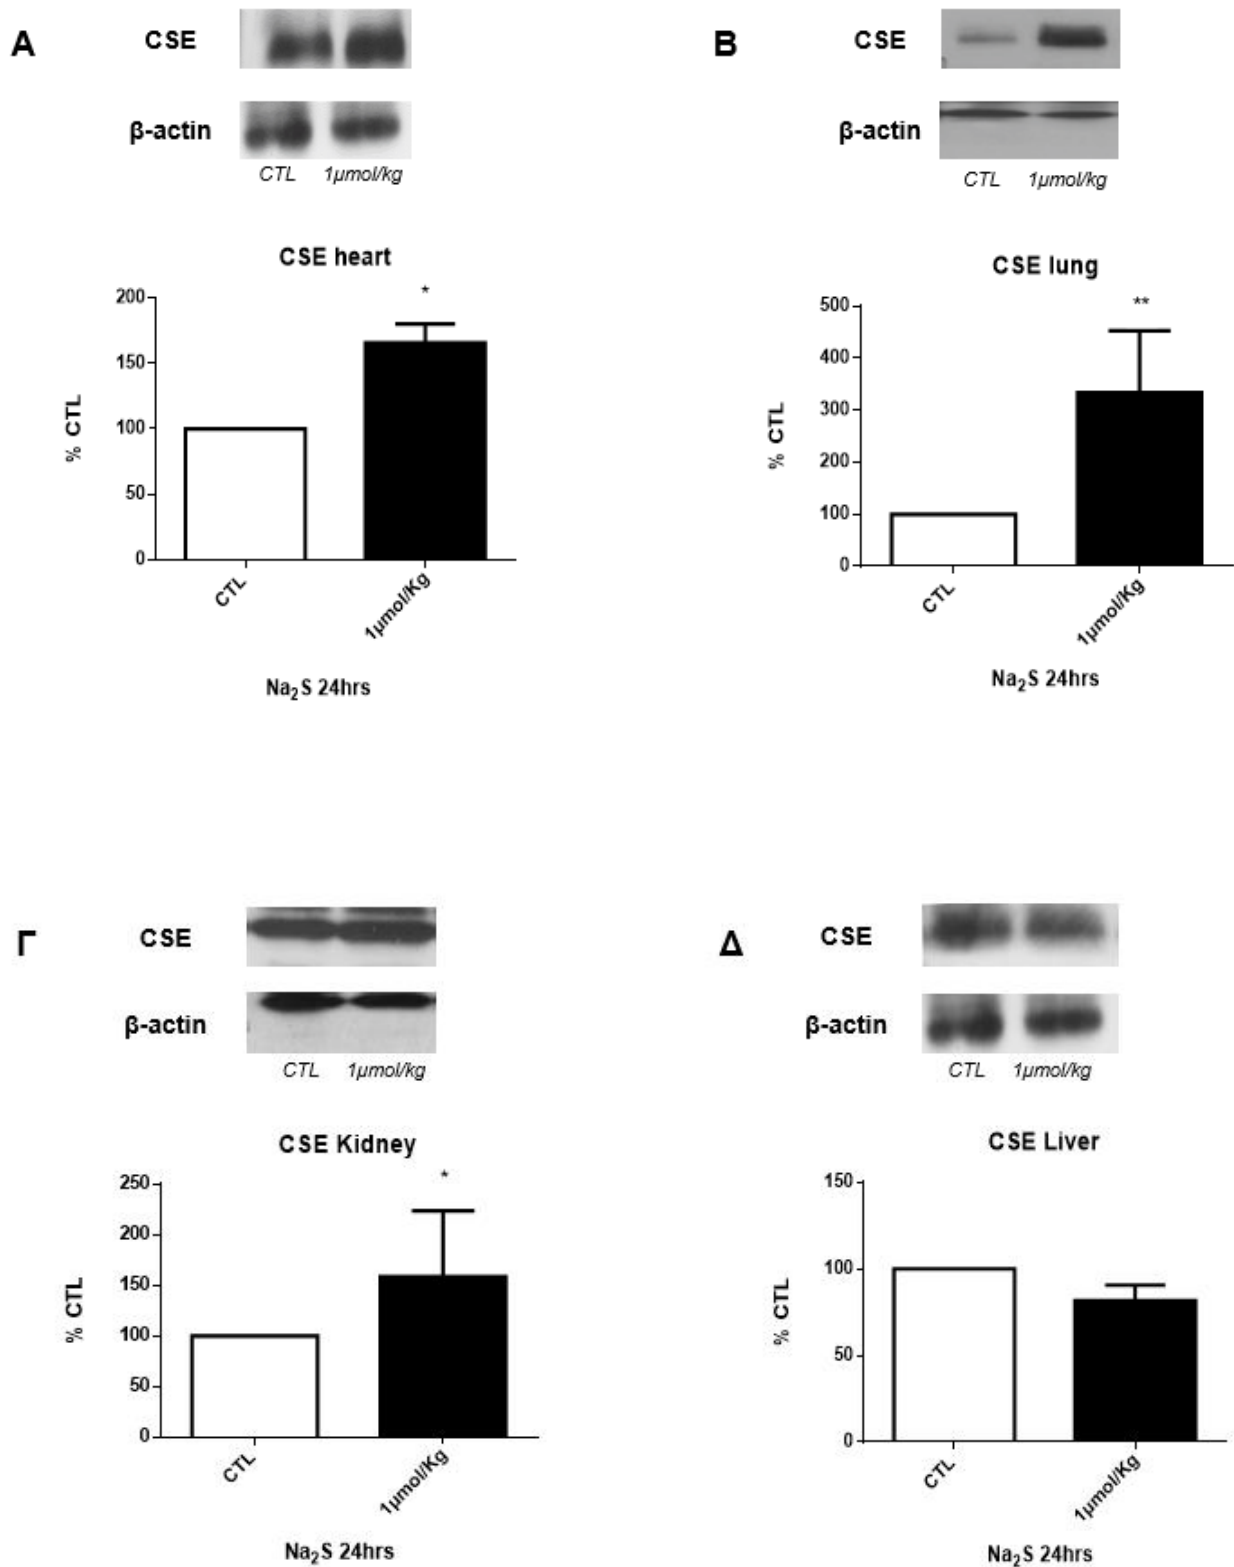 A
CSE
β-actin
CTL 1μmol/kg
CSE heart
*
200
150
100
50
0
% CTL
CTL
1μmol/Kg
Na₂S 24hrs
B
CSE
β-actin
CTL 1μmol/kg
CSE lung
**
500
400
300
200
100
0
% CTL
CTL
1μmol/Kg
Na₂S 24hrs
Γ
CSE
β-actin
CTL 1μmol/kg
CSE Kidney
*
250
200
150
100
50
0
% CTL
CTL
1μmol/Kg
Na₂S 24hrs
Δ
CSE
β-actin
CTL 1μmol/kg
CSE Liver
150
100
50
0
% CTL
CTL
1μmol/Kg
Na₂S 24hrs